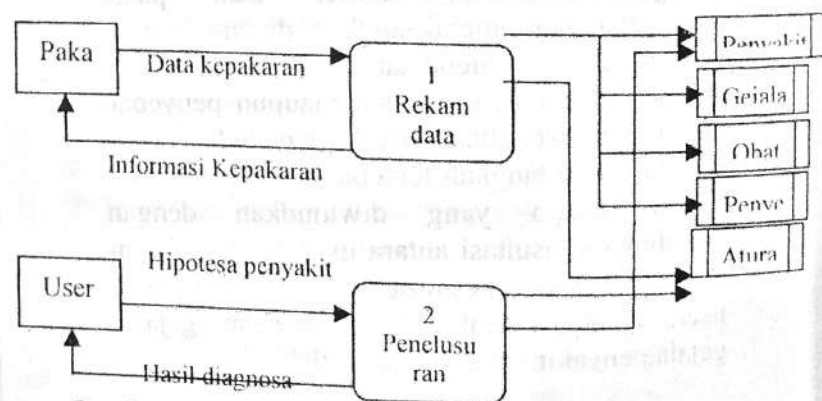 Paka
Data kepakaran
Informasi Kepakaran
1
Rekam
data
Penyakit
Gejala
Obat
Penye
Atura
User
Hipotesa penyakit
Hasil diagnosa
2
Penelusu
ran